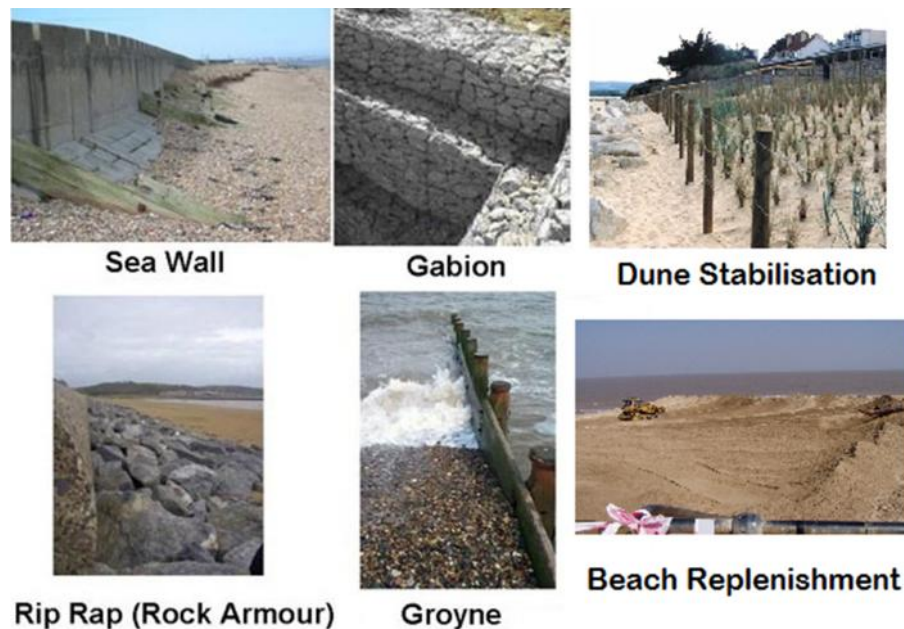 Sea Wall
Gabion
Dune Stabilisation
Rip Rap (Rock Armour)
Groyne
Beach Replenishment